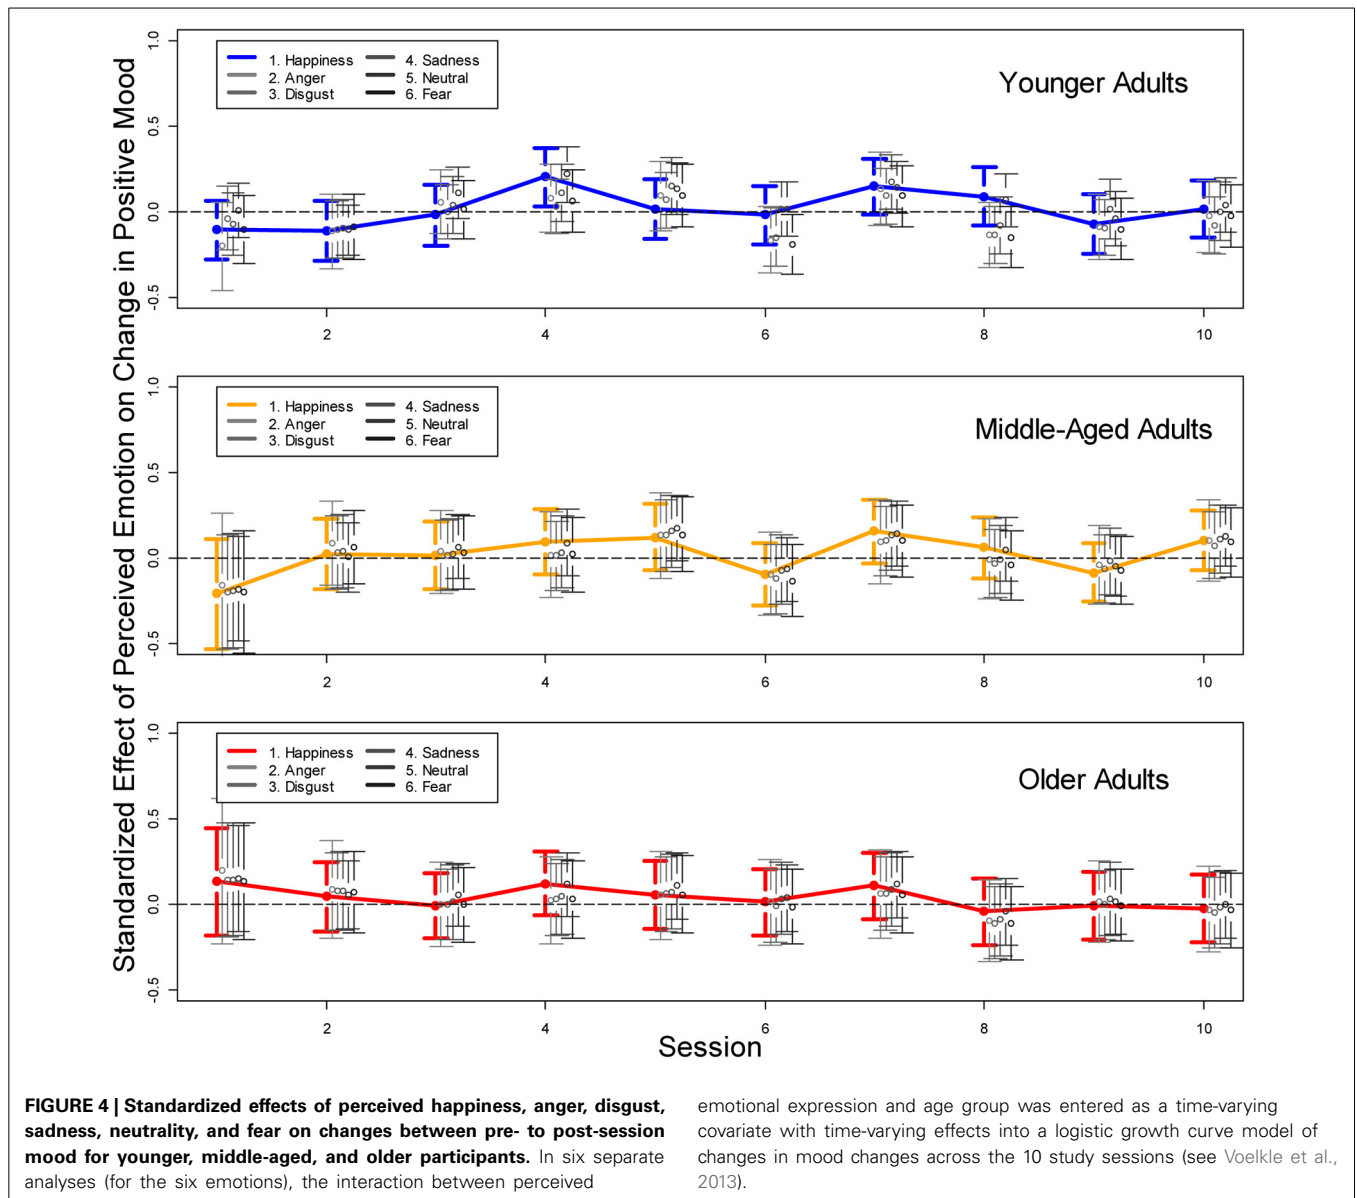 Standardized Effect of Perceived Emotion on Change in Positive Mood
1. Happiness
2. Anger
3. Disgust
4. Sadness
5. Neutral
6. Fear
Younger Adults
1.0
0.5
0.0
-0.5
2 4 6 8 10
1. Happiness
2. Anger
3. Disgust
4. Sadness
5. Neutral
6. Fear
Middle-Aged Adults
1.0
0.5
0.0
-0.5
2 4 6 8 10
1. Happiness
2. Anger
3. Disgust
4. Sadness
5. Neutral
6. Fear
Older Adults
1.0
0.5
0.0
-0.5
2 4 6 8 10
Session
FIGURE 4 | Standardized effects of perceived happiness, anger, disgust,
sadness, neutrality, and fear on changes between pre- to post-session
mood for younger, middle-aged, and older participants. In six separate
analyses (for the six emotions), the interaction between perceived
emotional expression and age group was entered as a time-varying
covariate with time-varying effects into a logistic growth curve model of
changes in mood changes across the 10 study sessions (see Voelkle et al.,
2013).